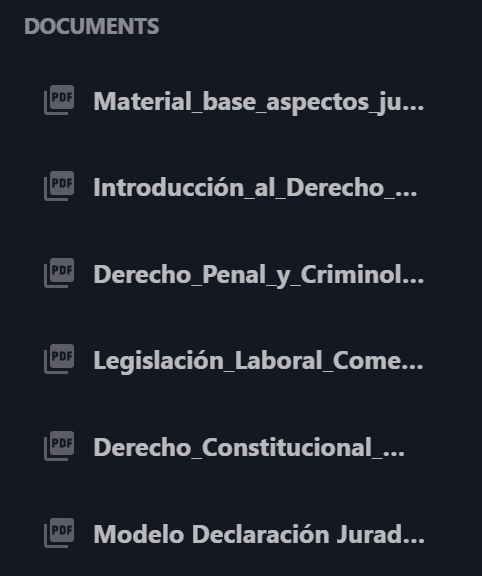 DOCUMENTS
PDF Material_base_aspectos_ju...
PDF Introducción_al_Derecho_...
PDF Derecho_Penal_y_Criminol...
PDF Legislación_Laboral_Come...
PDF Derecho_Constitucional_...
PDF Modelo Declaración Jurad...